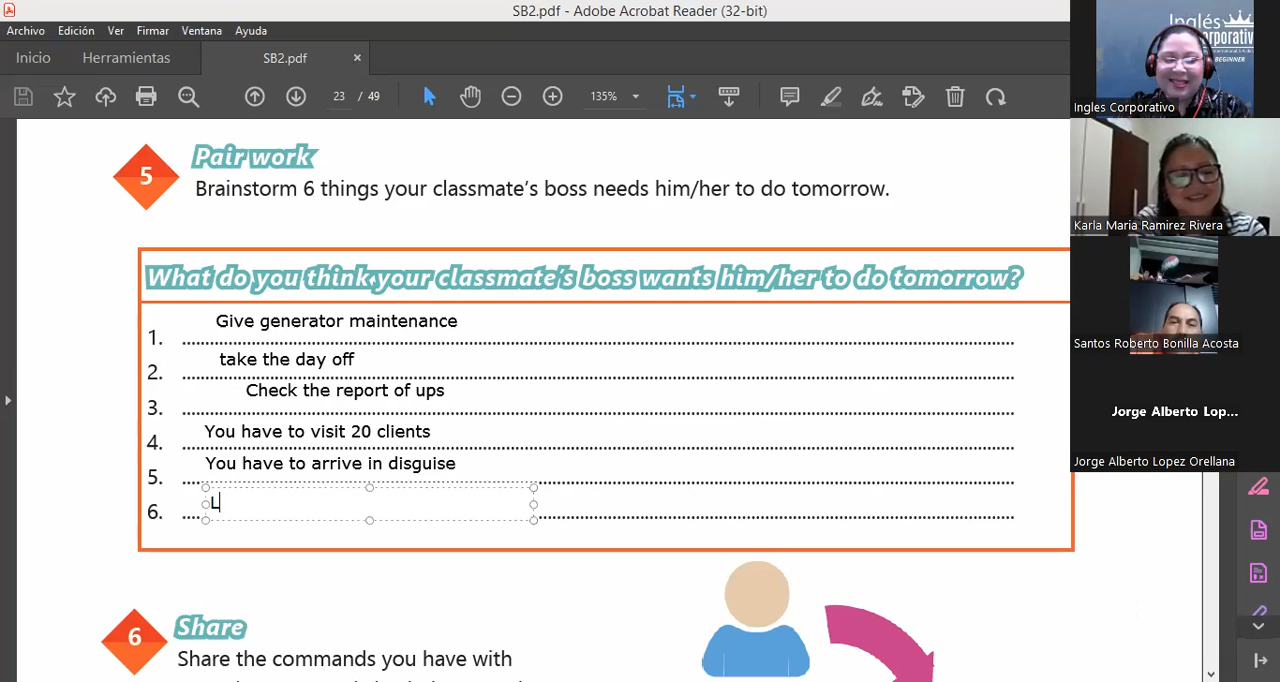 SB2.pdf - Adobe Acrobat Reader (32-bit)
Archivo Edición Ver Firmar Ventana Ayuda
Inicio Herramientas SB2.pdf ×
23 / 49 135%
Inglés
Corporativo
BEGINNER
Ingles Corporativo
Karla Maria Ramirez Rivera
Santos Roberto Bonilla Acosta
Jorge Alberto Lop...
Jorge Alberto Lopez Orellana
5 Pair work
Brainstorm 6 things your classmate's boss needs him/her to do tomorrow.
What do you think your classmate's boss wants him/her to do tomorrow?
1. Give generator maintenance
2. take the day off
3. Check the report of ups
4. You have to visit 20 clients
5. You have to arrive in disguise
6. L
6 Share
Share the commands you have with